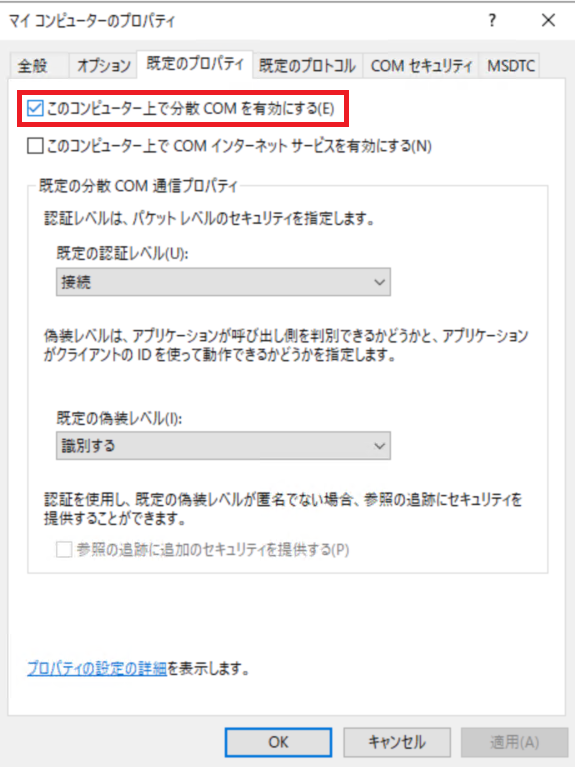 マイ コンピューターのプロパティ
?
全般
オプション
既定のプロパティ
既定のプロトコル
COM セキュリティ
MSDTC
このコンピューター上で分散 COM を有効にする(E)
このコンピューター上で COM インターネット サービスを有効にする(N)
既定の分散 COM 通信プロパティ
認証レベルは、パケット レベルのセキュリティを指定します。
既定の認証レベル(U):
接続
偽装レベルは、アプリケーションが呼び出し側を判別できるかどうかと、アプリケーション
がクライアントの ID を使って動作できるかどうかを指定します。
既定の偽装レベル(I):
識別する
認証を使用し、既定の偽装レベルが匿名でない場合、参照の追跡にセキュリティを
提供することができます。
参照の追跡に追加のセキュリティを提供する(P)
プロパティの設定の詳細を表示します。
OK
キャンセル
適用(A)